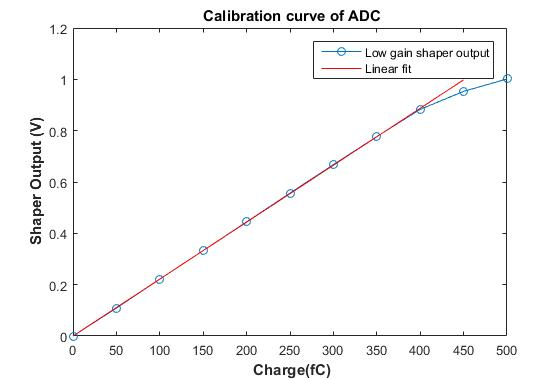 Calibration curve of ADC
Low gain shaper output
Linear fit
Shaper Output (V)
1.2
1
0.8
0.6
0.4
0.2
0
0 50 100 150 200 250 300 350 400 450 500
Charge(fC)